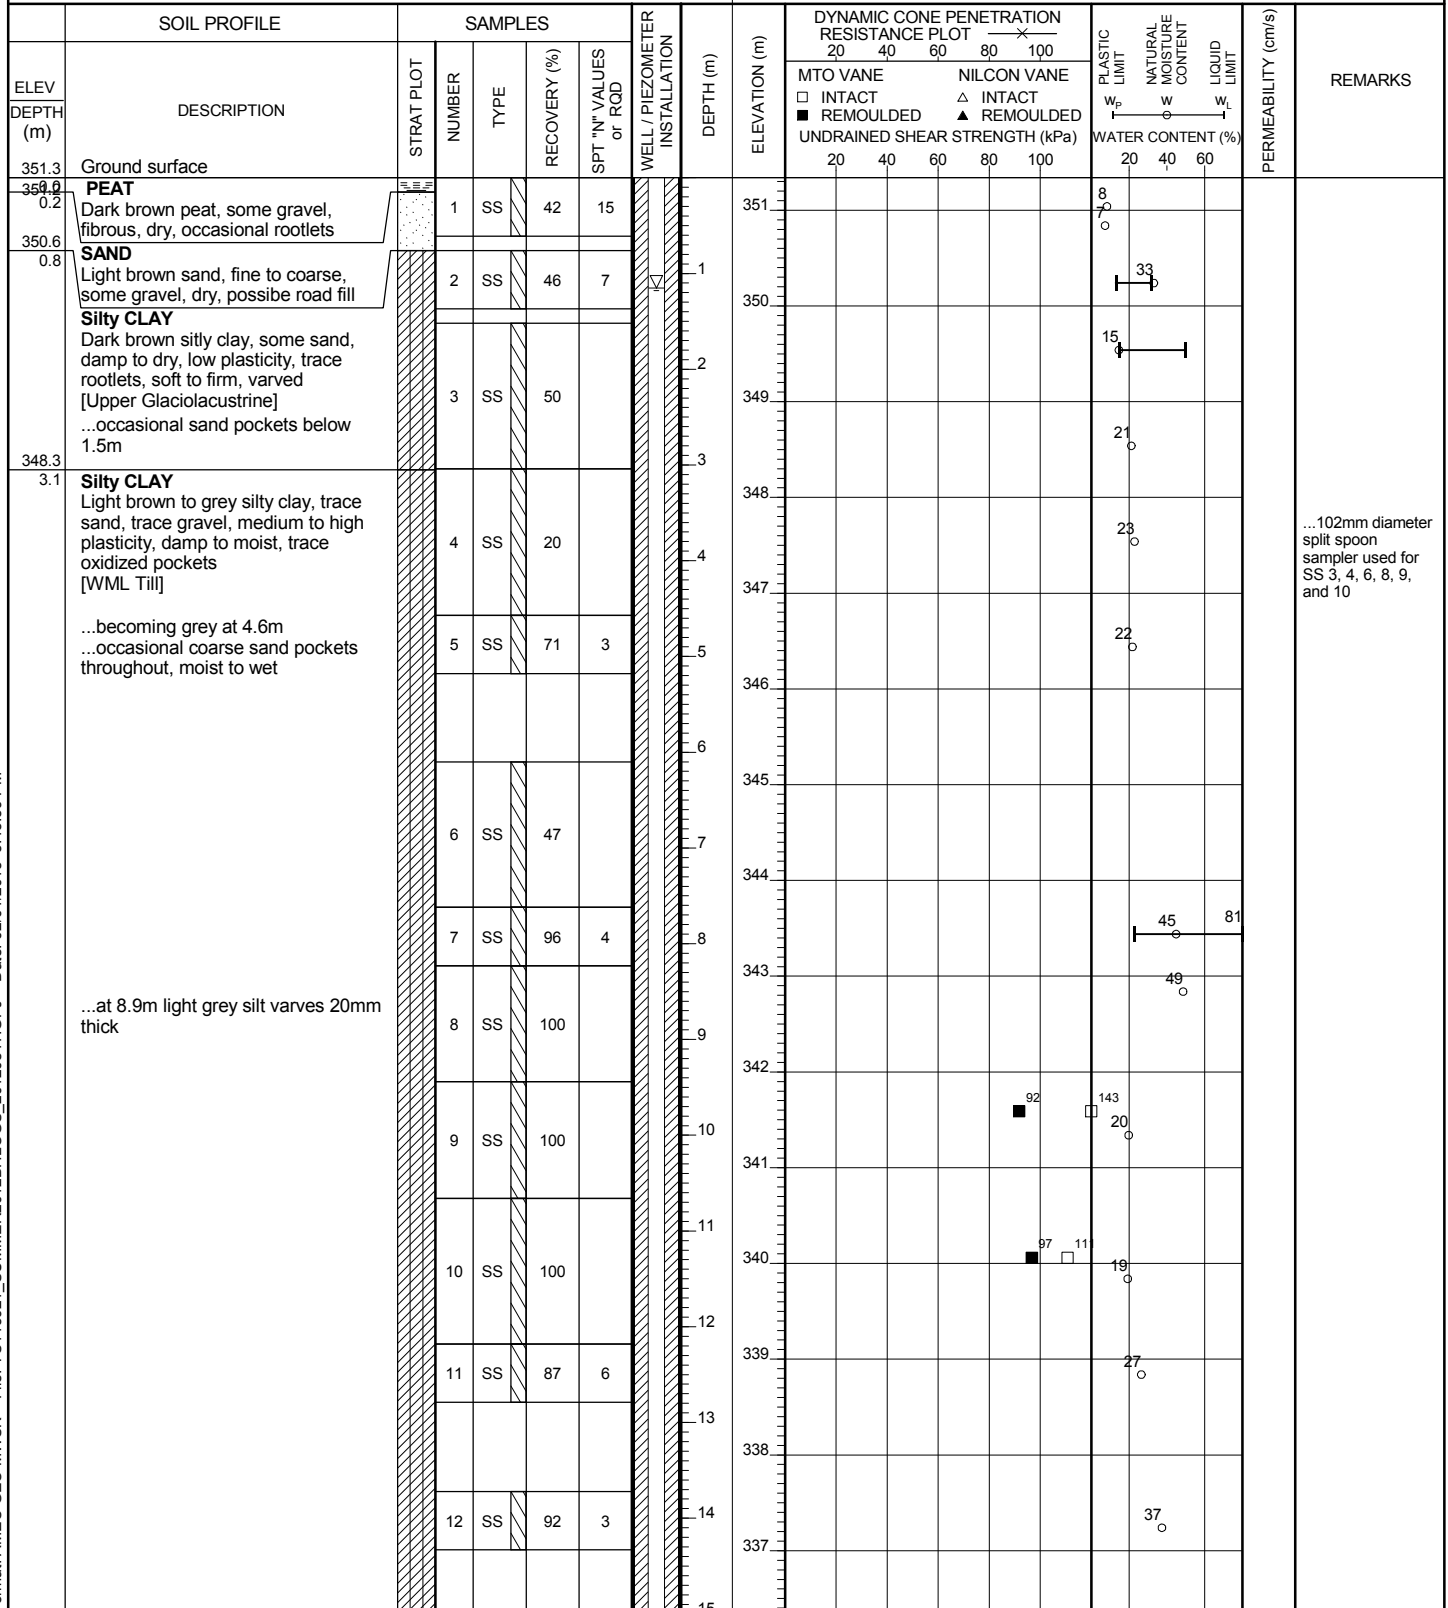 SOIL PROFILE
SAMPLES
ELEV
DEPTH
(m)
DESCRIPTION
STRAT PLOT
NUMBER
TYPE
RECOVERY (%)
SPT "N" VALUES
or RQD
WELL / PIEZOMETER
INSTALLATION
DEPTH (m)
ELEVATION (m)
DYNAMIC CONE PENETRATION
RESISTANCE PLOT
20 40 60 80 100
MTO VANE NILCON VANE
INTACT INTACT
REMOULDED REMOULDED
UNDRAINED SHEAR STRENGTH (kPa)
20 40 60 80 100
PLASTIC
LIMIT
NATURAL
MOISTURE
CONTENT
LIQUID
LIMIT
WP W WL
WATER CONTENT (%)
20 40 60
PERMEABILITY (cm/s)
REMARKS
351.3 Ground surface
0.2
PEAT
Dark brown peat, some gravel,
fibrous, dry, occasional rootlets
350.6
0.8
SAND
Light brown sand, fine to coarse,
some gravel, dry, possibe road fill
Silty CLAY
Dark brown sitly clay, some sand,
damp to dry, low plasticity, trace
rootlets, soft to firm, varved
[Upper Glaciolacustrine]
...occasional sand pockets below
1.5m
348.3
3.1
Silty CLAY
Light brown to grey silty clay, trace
sand, trace gravel, medium to high
plasticity, damp to moist, trace
oxidized pockets
[WML Till]
...becoming grey at 4.6m
...occasional coarse sand pockets
throughout, moist to wet
...at 8.9m light grey silt varves 20mm
thick
1 SS 42 15
2 SS 46 7
3 SS 50
4 SS 20
5 SS 71 3
6 SS 47
7 SS 96 4
8 SS 100
9 SS 100
10 SS 100
11 SS 87 6
12 SS 92 3
1
2
3
4
5
6
7
8
9
10
11
12
13
14
351
350
349
348
347
346
345
344
343
342
341
340
339
338
337
92 143
97 111
8
7
33
15
21
23
22
45 81
49
20
19
27
37
...102mm diameter
split spoon
sampler used for
SS 3, 4, 6, 8, 9,
and 10